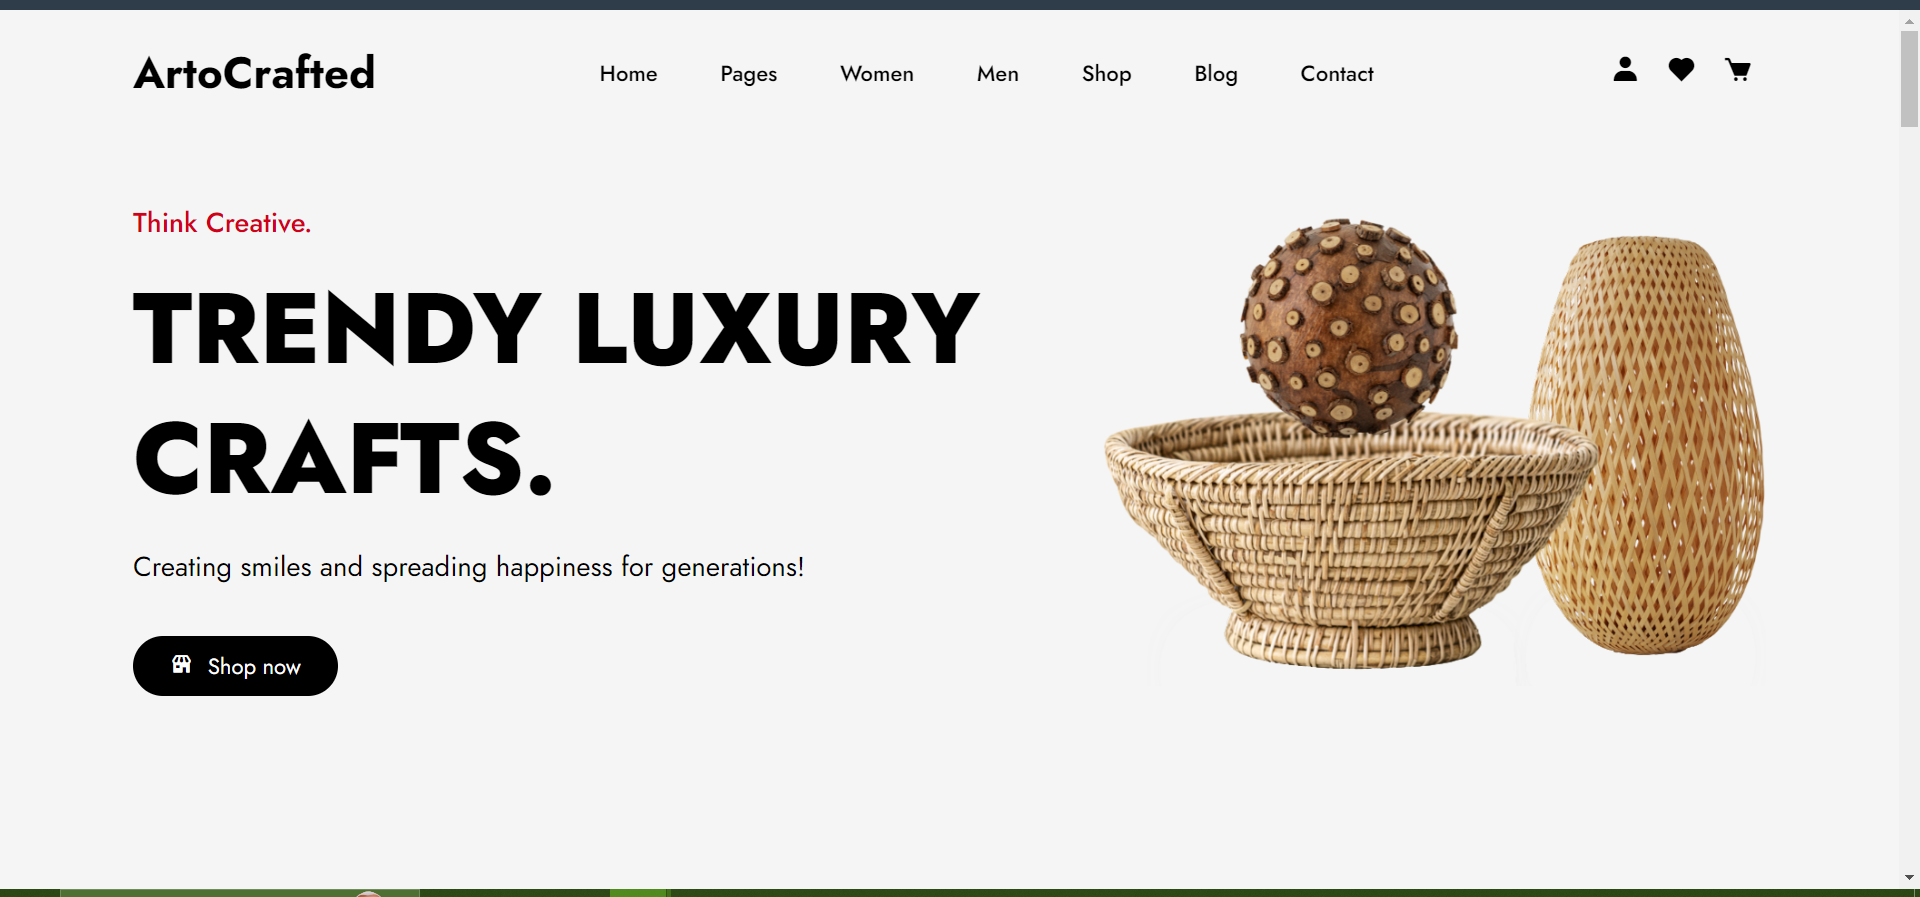 ArtoCrafted
Home Pages Women Men Shop Blog Contact
Think Creative.
TRENDY LUXURY
CRAFTS.
Creating smiles and spreading happiness for generations!
Shop now